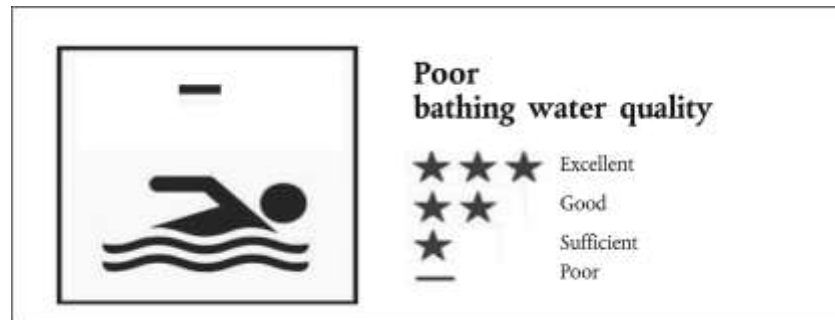 Poor
bathing water quality
Excellent
Good
Sufficient
Poor